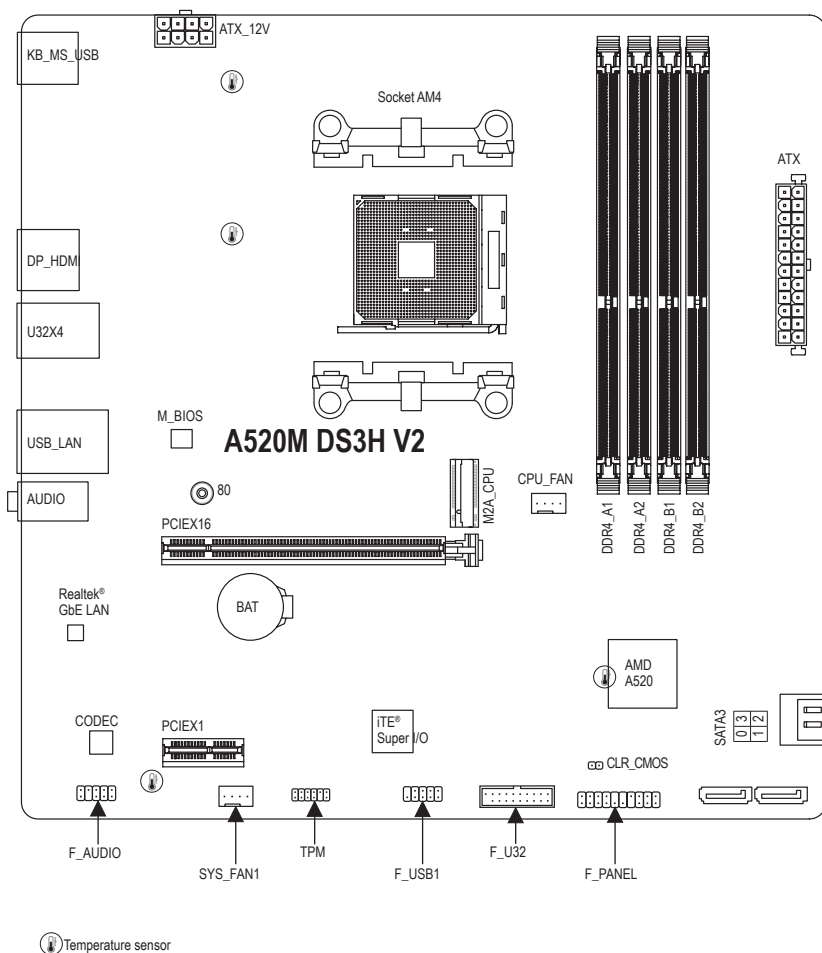 ATX_12V
KB_MS_USB
Socket AM4
ATX
DP_HDMI
U32X4
M_BIOS
A520M DS3H V2
USB_LAN
CPU_FAN
M2A_CPU
80
AUDIO
DDR4_A1
DDR4_A2
DDR4_B1
DDR4_B2
PCIEX16
BAT
Realtek®
GbE LAN
AMD
A520
CODEC
PCIEX1
iTE®
Super I/O
SATA3
3 2
0 1
CLR_CMOS
F_AUDIO
SYS_FAN1
TPM
F_USB1
F_U32
F_PANEL
Temperature sensor